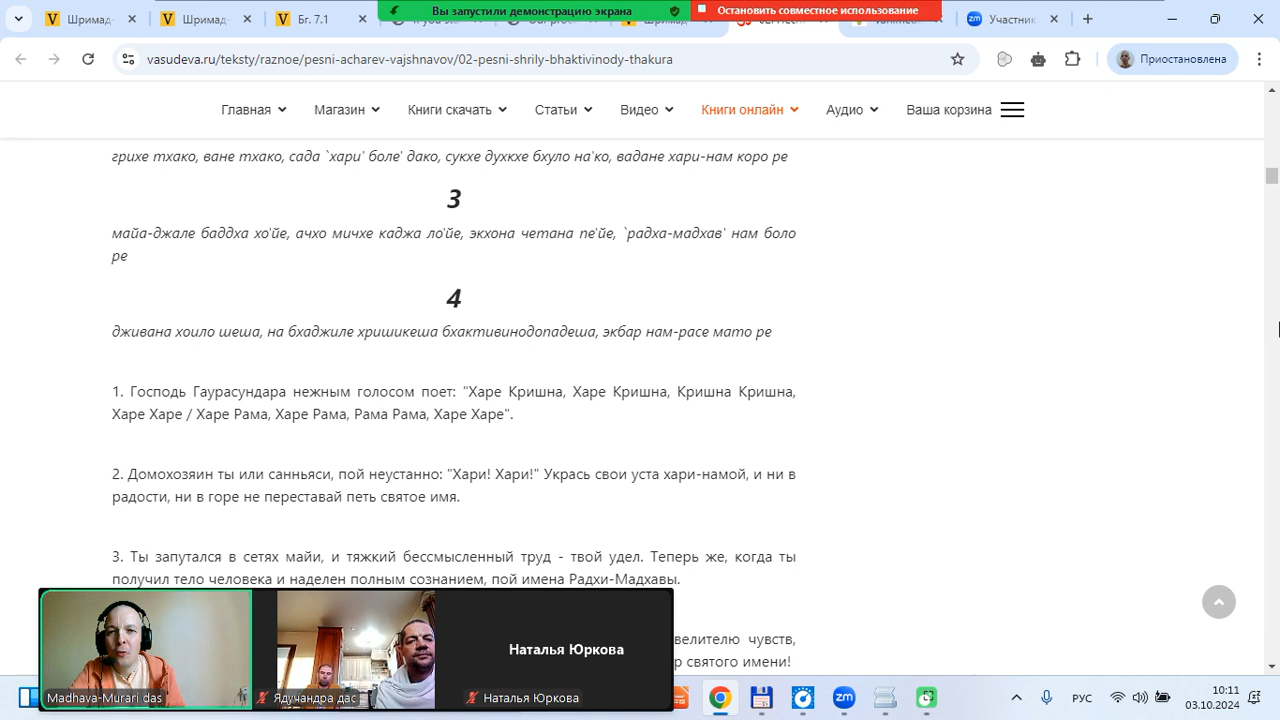 Вы запустили демонстрацию экрана
Остановить совместное использование
Шримад-
Шримад-
Бг. 7.1
Участник
vasudeva.ru/teksty/raznoe/pesni-acharev-vajshnavov/02-pesni-shrily-bhaktivinody-thakura
Приостановлена
Главная Магазин Книги скачать Статьи Видео Книги онлайн Аудио Ваша корзина
грихе тхако, ване тхако, сада `хари' боле' дако, сукхе духкхе бхуло на'ко, ваданे хари-нам коро ре
3
майа-джале баддха хо'йе, ачхо мичхе каджа ло'йе, экхона четана пе'йе, `радха-мадхав' нам боло
ре
4
дживана хоило шеша, на бхаджиле хришикеша бхактивинодопадеша, экбар нам-расе мато ре
1. Господь Гаурасундара нежным голосом поет: "Харе Кришна, Харе Кришна, Кришна Кришна,
Харе Харе / Харе Рама, Харе Рама, Рама Рама, Харе Харе".
2. Домохозяин ты или санньяси, пой неустанно: "Хари! Хари!" Укрась свои уста хари-намой, и ни в
радости, ни в горе не переставай петь святое имя.
3. Ты запутался в сетях майи, и тяжкий бессмысленный труд - твой удел. Теперь же, когда ты
получил тело человека и наделен полным сознанием, пой имена Радхи-Мадхавы.
велителю чувств,
р святого имени!
Наталья Юркова
Madhava-Murari das
Ядучандра дас
Наталья Юркова
zm
РУС
10:11
03.10.2024